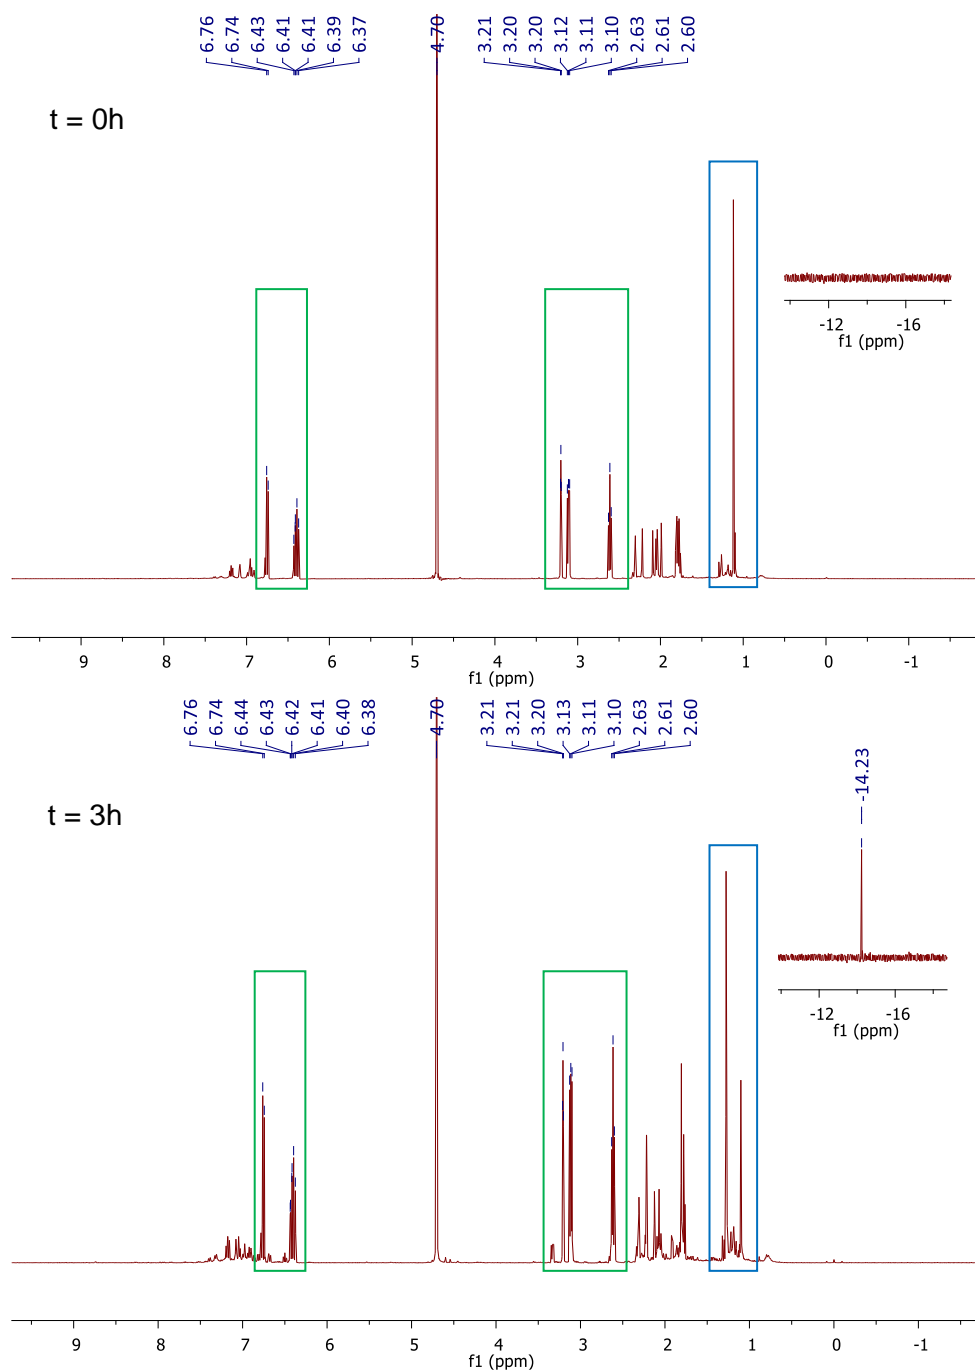 6.76 6.74 6.43 6.41 6.41 6.39 6.37 4.70 3.21 3.20 3.20 3.12 3.11 3.10 2.63 2.61 2.60
t = 0h
-12 -16
f1 (ppm)
9 8 7 6 5 4 3 2 1 0 -1
f1 (ppm)
6.76 6.74 6.44 6.43 6.42 6.41 6.40 6.38 4.70 3.21 3.21 3.20 3.13 3.11 3.10 2.63 2.61 2.60
-14.23
t = 3h
-12 -16
f1 (ppm)
9 8 7 6 5 4 3 2 1 0 -1
f1 (ppm)